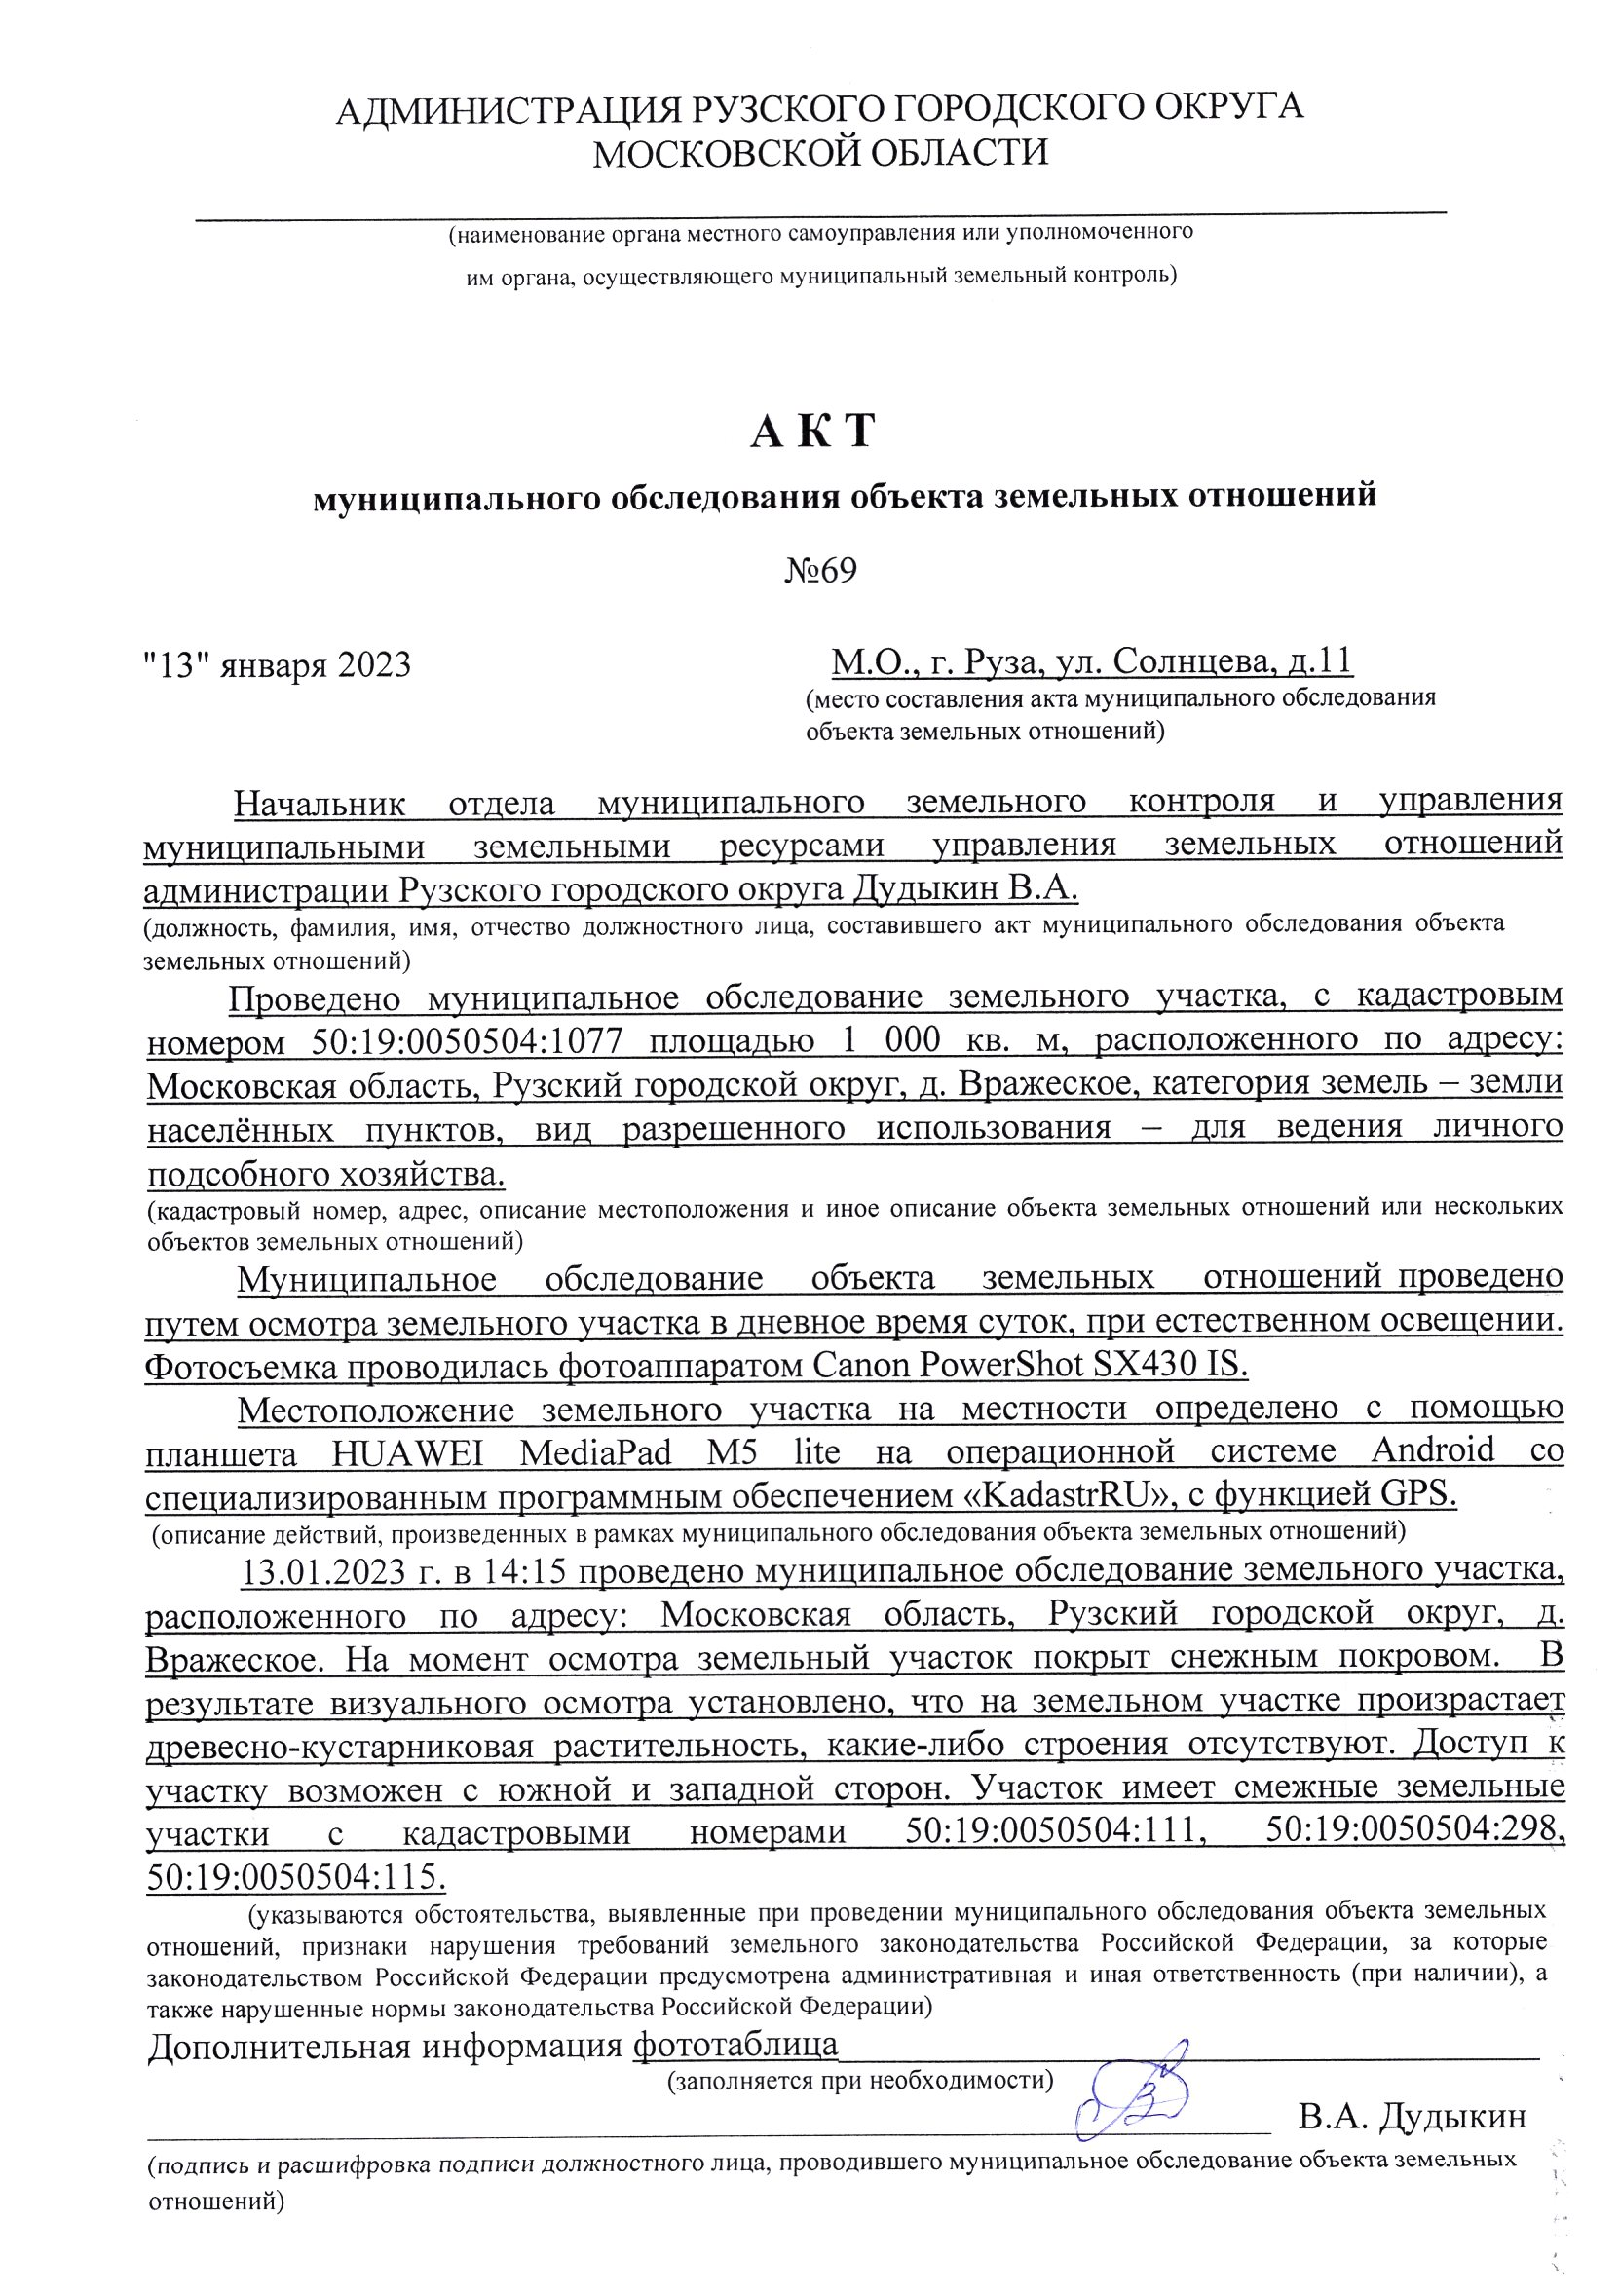 АДМИНИСТРАЦИЯ РУЗСКОГО ГОРОДСКОГО ОКРУГА
МОСКОВСКОЙ ОБЛАСТИ
(наименование органа местного самоуправления или уполномоченного
им органа, осуществляющего муниципальный земельный контроль)
А К Т
муниципального обследования объекта земельных отношений
№69
"13" января 2023 М.О., г. Руза, ул. Солнцева, д.11
(место составления акта муниципального обследования
объекта земельных отношений)
Начальник отдела муниципального земельного контроля и управления
муниципальными земельными ресурсами управления земельных отношений
администрации Рузского городского округа Дудыкин В.А.
(должность, фамилия, имя, отчество должностного лица, составившего акт муниципального обследования объекта
земельных отношений)
Проведено муниципальное обследование земельного участка, с кадастровым
номером 50:19:0050504:1077 площадью 1 000 кв. м, расположенного по адресу:
Московская область, Рузский городской округ, д. Вражеское, категория земель – земли
населённых пунктов, вид разрешенного использования – для ведения личного
подсобного хозяйства.
(кадастровый номер, адрес, описание местоположения и иное описание объекта земельных отношений или нескольких
объектов земельных отношений)
Муниципальное обследование объекта земельных отношений проведено
путем осмотра земельного участка в дневное время суток, при естественном освещении.
Фотосъемка проводилась фотоаппаратом Canon PowerShot SX430 IS.
Местоположение земельного участка на местности определено с помощью
планшета HUAWEI MediaPad M5 lite на операционной системе Android со
специализированным программным обеспечением «KadastrRU», с функцией GPS.
(описание действий, произведенных в рамках муниципального обследования объекта земельных отношений)
13.01.2023 г. в 14:15 проведено муниципальное обследование земельного участка,
расположенного по адресу: Московская область, Рузский городской округ, д.
Вражеское. На момент осмотра земельный участок покрыт снежным покровом. В
результате визуального осмотра установлено, что на земельном участке произрастает
древесно-кустарниковая растительность, какие-либо строения отсутствуют. Доступ к
участку возможен с южной и западной сторон. Участок имеет смежные земельные
участки с кадастровыми номерами 50:19:0050504:111, 50:19:0050504:298,
50:19:0050504:115.
(указываются обстоятельства, выявленные при проведении муниципального обследования объекта земельных
отношений, признаки нарушения требований земельного законодательства Российской Федерации, за которые
законодательством Российской Федерации предусмотрена административная и иная ответственность (при наличии), а
также нарушенные нормы законодательства Российской Федерации)
Дополнительная информация фототаблица
(заполняется при необходимости)
В.А. Дудыкин
(подпись и расшифровка подписи должностного лица, проводившего муниципальное обследование объекта земельных
отношений)